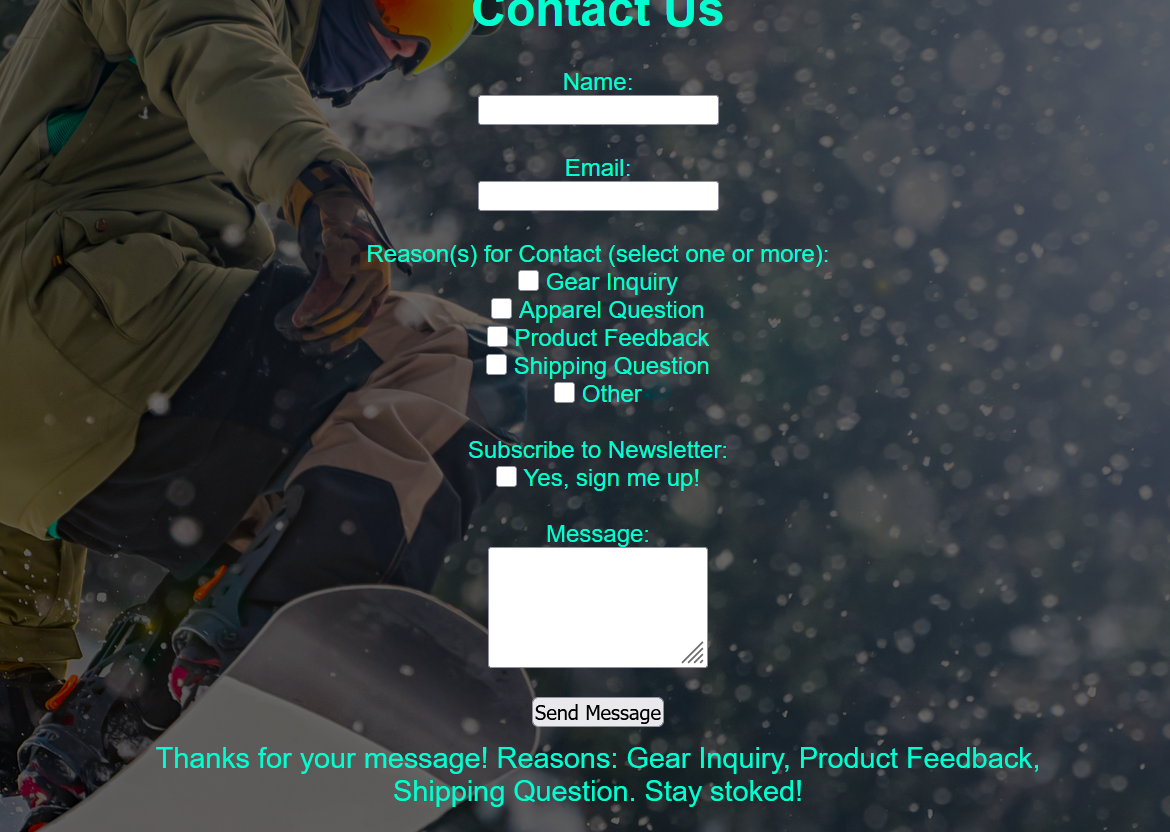 Contact Us
Name:
Email:
Reason(s) for Contact (select one or more):
Gear Inquiry
Apparel Question
Product Feedback
Shipping Question
Other
Subscribe to Newsletter:
Yes, sign me up!
Message:
Send Message
Thanks for your message! Reasons: Gear Inquiry, Product Feedback,
Shipping Question. Stay stoked!